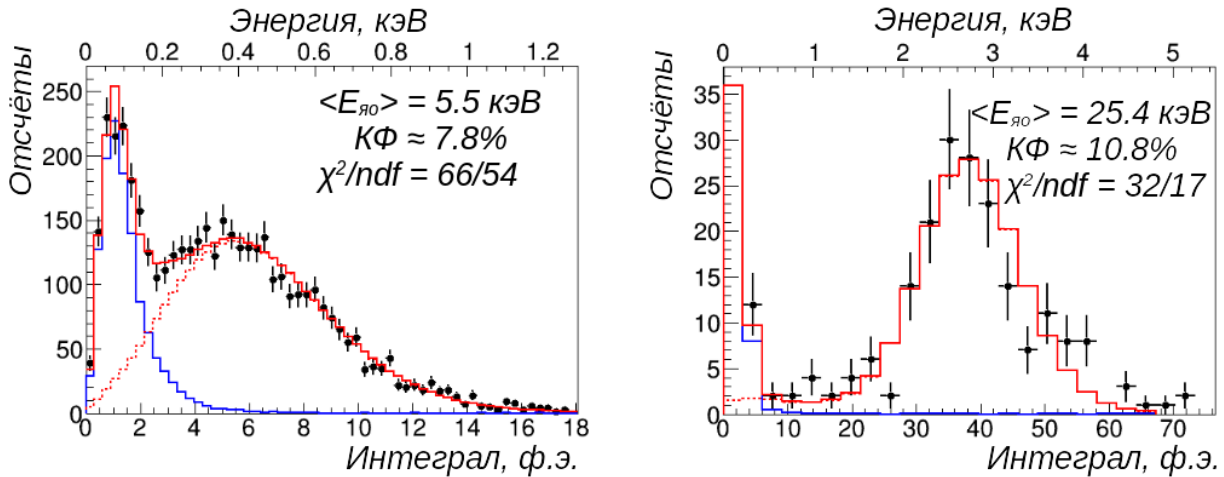 Энергия, кэВ
0 0.2 0.4 0.6 0.8 1 1.2
Отсчёты
250
200
150
100
50
0
<Eяо> = 5.5 кэВ
КФ ≈ 7.8%
χ²/ndf = 66/54
0 2 4 6 8 10 12 14 16 18
Интеграл, ф.э.
Энергия, кэВ
0 1 2 3 4 5
Отсчёты
35
30
25
20
15
10
5
0
<Eяо> = 25.4 кэВ
КФ ≈ 10.8%
χ²/ndf = 32/17
0 10 20 30 40 50 60 70
Интеграл, ф.э.